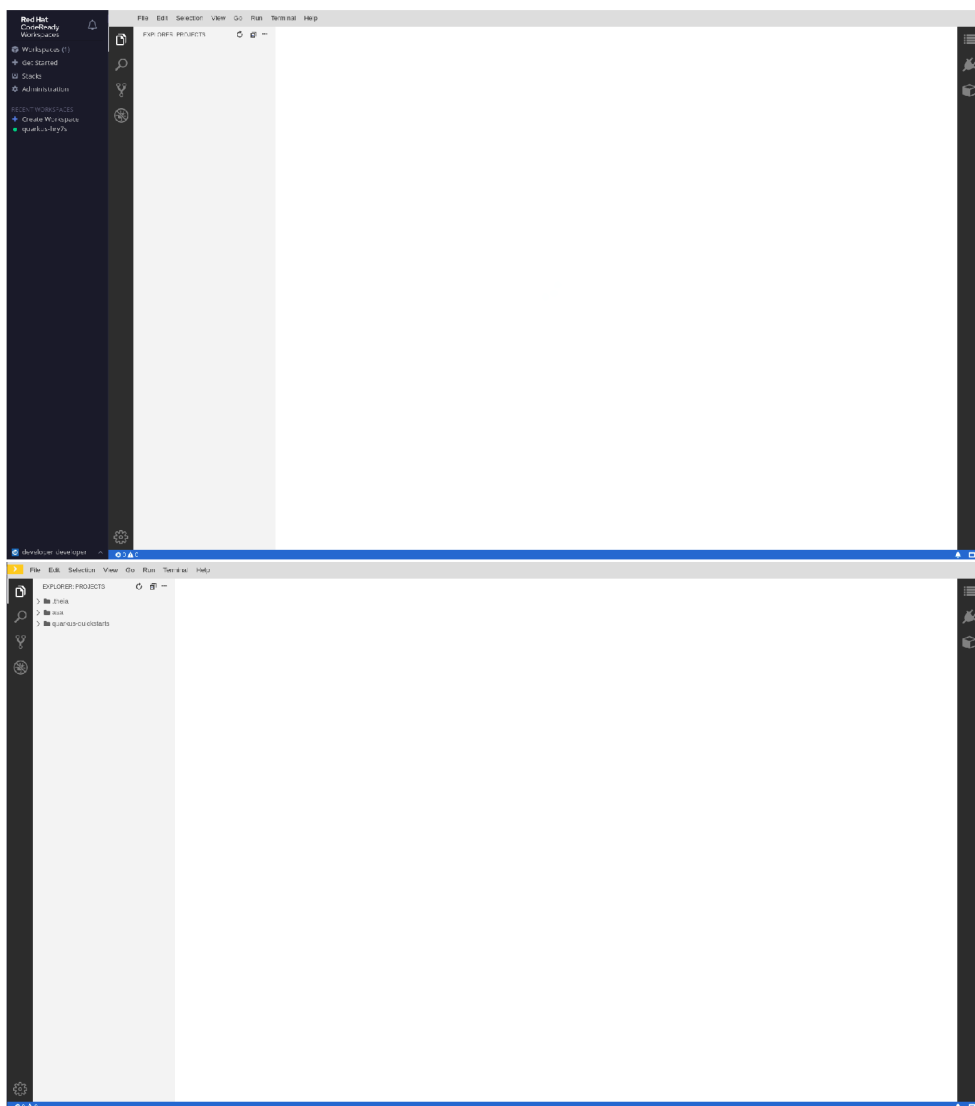 Red Hat
CodeReady
Workspaces
Workspaces (1)
Get Started
Stacks
Administration
RECENT WORKSPACES
Create Workspace
developer developer
File Edit Selection View Go Run Terminal Help
EXPLORER: PROJECTS
0 0
File Edit Selection View Go Run Terminal Help
EXPLORER: PROJECTS
.theia
quarkus-quickstarts